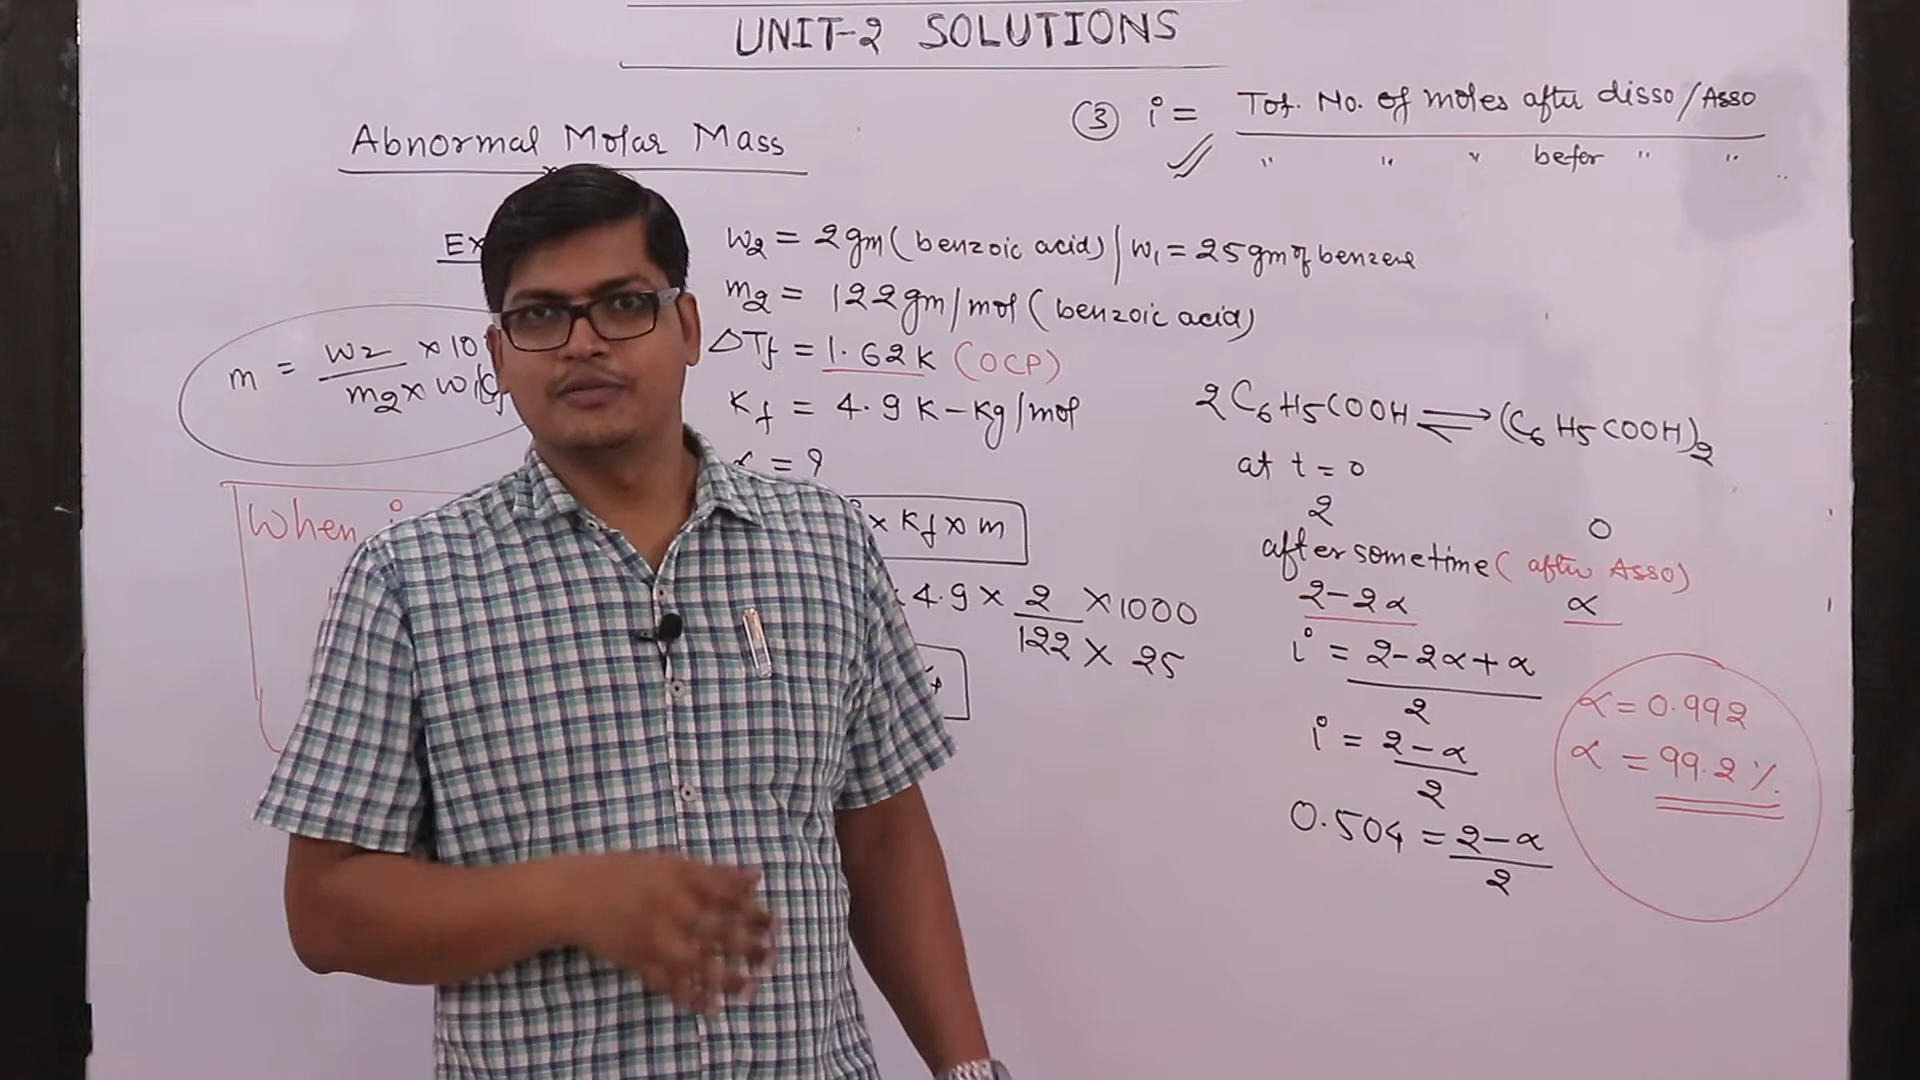 UNIT-2 SOLUTIONS
Abnormal Molar Mass
m = w2 × 10
m2 × w1
When i
w2 = 2gm (benzoic acid) | w1 = 25gm of benzene
m2 = 122gm/mol (benzoic acid)
ΔTf = 1.62K (OCP)
Kf = 4.9 K-Kg/mol
α = ?
× Kf × m
4.9 × 2 × 1000
122 × 25
③ i = Tot. No. of moles after disso/Asso
" " " befor " "
2C6H5COOH ⇌ (C6H5COOH)2
at t = 0
2 0
after sometime (after Asso)
2-2α α
i = 2-2α+α
2
i = 2-α
2
0.504 = 2-α
2
α = 0.992
α = 99.2%